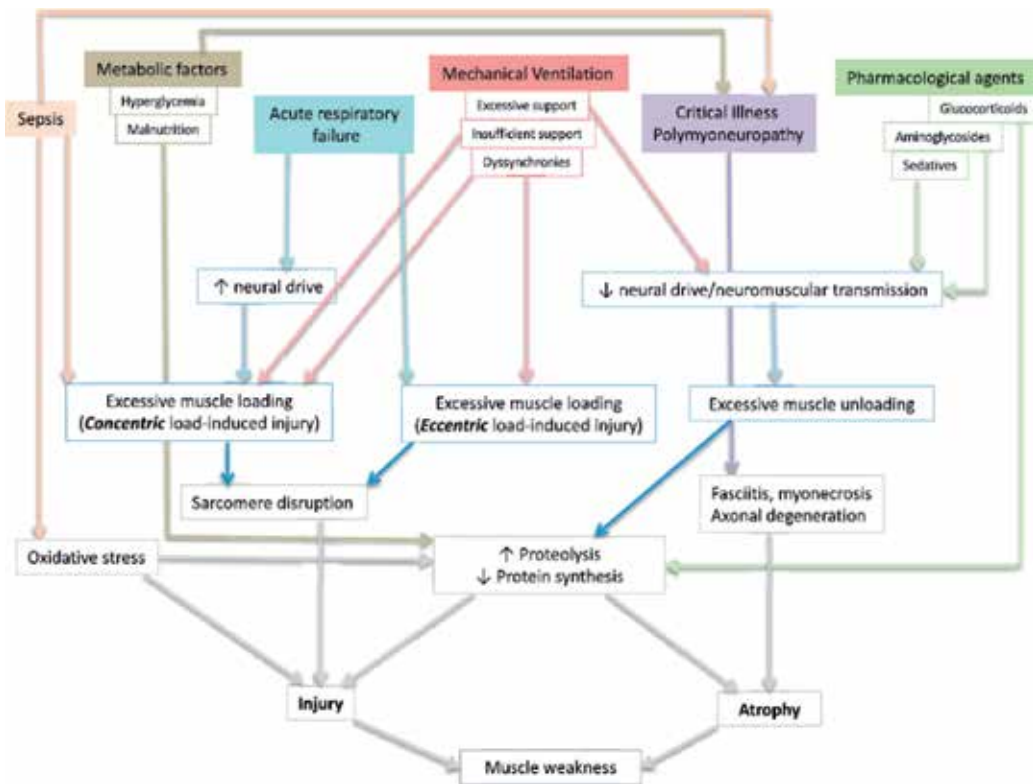 Metabolic factors
Hyperglycemia
Malnutrition
Sepsis
Acute respiratory
failure
Mechanical Ventilation
Excessive support
Insufficient support
Dyssynchronies
Critical Illness
Polymyoneuropathy
Pharmacological agents
Glucocorticoids
Aminoglycosides
Sedatives
↑ neural drive
↓ neural drive/neuromuscular transmission
Excessive muscle loading
(Concentric load-induced injury)
Excessive muscle loading
(Eccentric load-induced injury)
Excessive muscle unloading
Sarcomere disruption
Fasciitis, myonecrosis
Axonal degeneration
Oxidative stress
↑ Proteolysis
↓ Protein synthesis
Injury
Atrophy
Muscle weakness